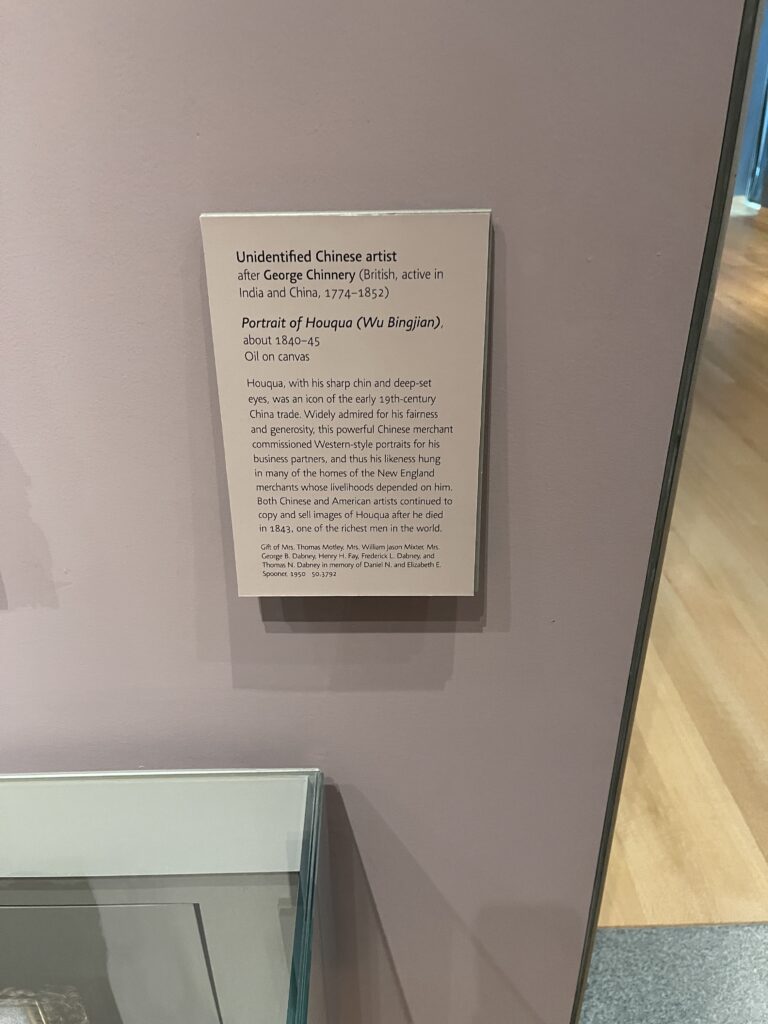 Unidentified Chinese artist
after George Chinnery (British, active in
India and China, 1774–1852)
Portrait of Houqua (Wu Bingjian),
about 1840–45
Oil on canvas
Houqua, with his sharp chin and deep-set
eyes, was an icon of the early 19th-century
China trade. Widely admired for his fairness
and generosity, this powerful Chinese merchant
commissioned Western-style portraits for his
business partners, and thus his likeness hung
in many of the homes of the New England
merchants whose livelihoods depended on him.
Both Chinese and American artists continued to
copy and sell images of Houqua after he died
in 1843, one of the richest men in the world.
Gift of Mrs. Thomas Motley, Mrs. William Jason Mixter, Mrs.
George B. Dabney, Henry H. Fay, Frederick L. Dabney, and
Thomas N. Dabney in memory of Daniel N. and Elizabeth E.
Spooner, 1950 50.3792